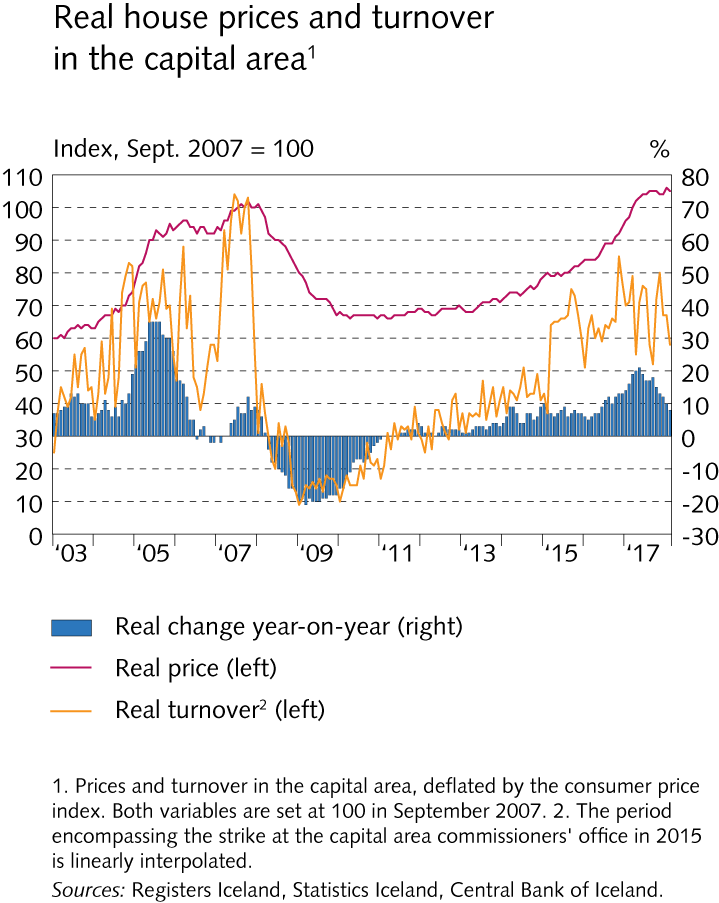 Real house prices and turnover
in the capital area¹
Index, Sept. 2007 = 100 %
110 80
100 70
90 60
80 50
70 40
60 30
50 20
40 10
30 0
20 -10
10 -20
0 -30
‘03 ‘05 ‘07 ‘09 ‘11 ‘13 ‘15 ‘17
Real change year-on-year (right)
Real price (left)
Real turnover² (left)
1. Prices and turnover in the capital area, deflated by the consumer price
index. Both variables are set at 100 in September 2007. 2. The period
encompassing the strike at the capital area commissioners' office in 2015
is linearly interpolated.
Sources: Registers Iceland, Statistics Iceland, Central Bank of Iceland.